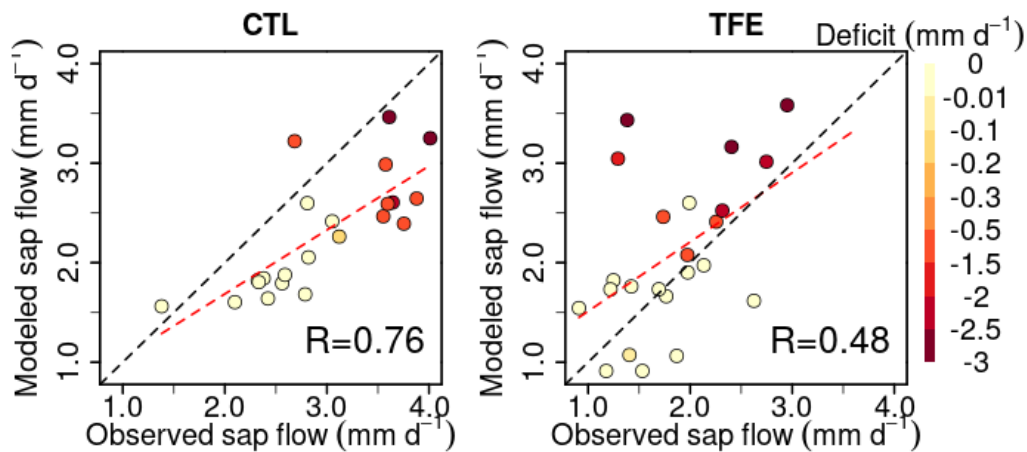 CTL
Modeled sap flow (mm d⁻¹)
4.0
3.0
2.0
1.0
R=0.76
1.0 2.0 3.0 4.0
Observed sap flow (mm d⁻¹)
TFE
Modeled sap flow (mm d⁻¹)
4.0
3.0
2.0
1.0
R=0.48
1.0 2.0 3.0 4.0
Observed sap flow (mm d⁻¹)
Deficit (mm d⁻¹)
0
-0.01
-0.1
-0.2
-0.3
-0.5
-1.5
-2
-2.5
-3